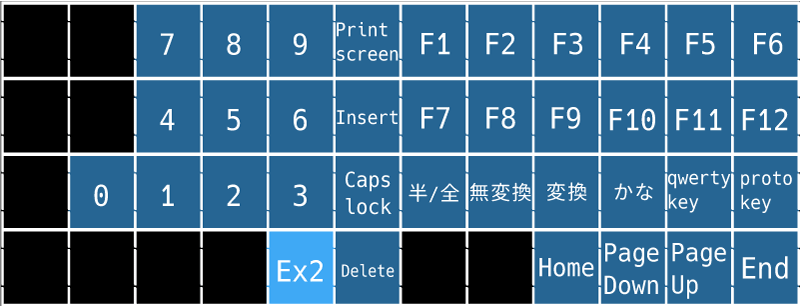 7 8 9 Print screen F1 F2 F3 F4 F5 F6
4 5 6 Insert F7 F8 F9 F10 F11 F12
0 1 2 3 Caps lock 半/全 無変換 変換 かな qwerty key proto key
Ex2 Delete Home Page Down Page Up End